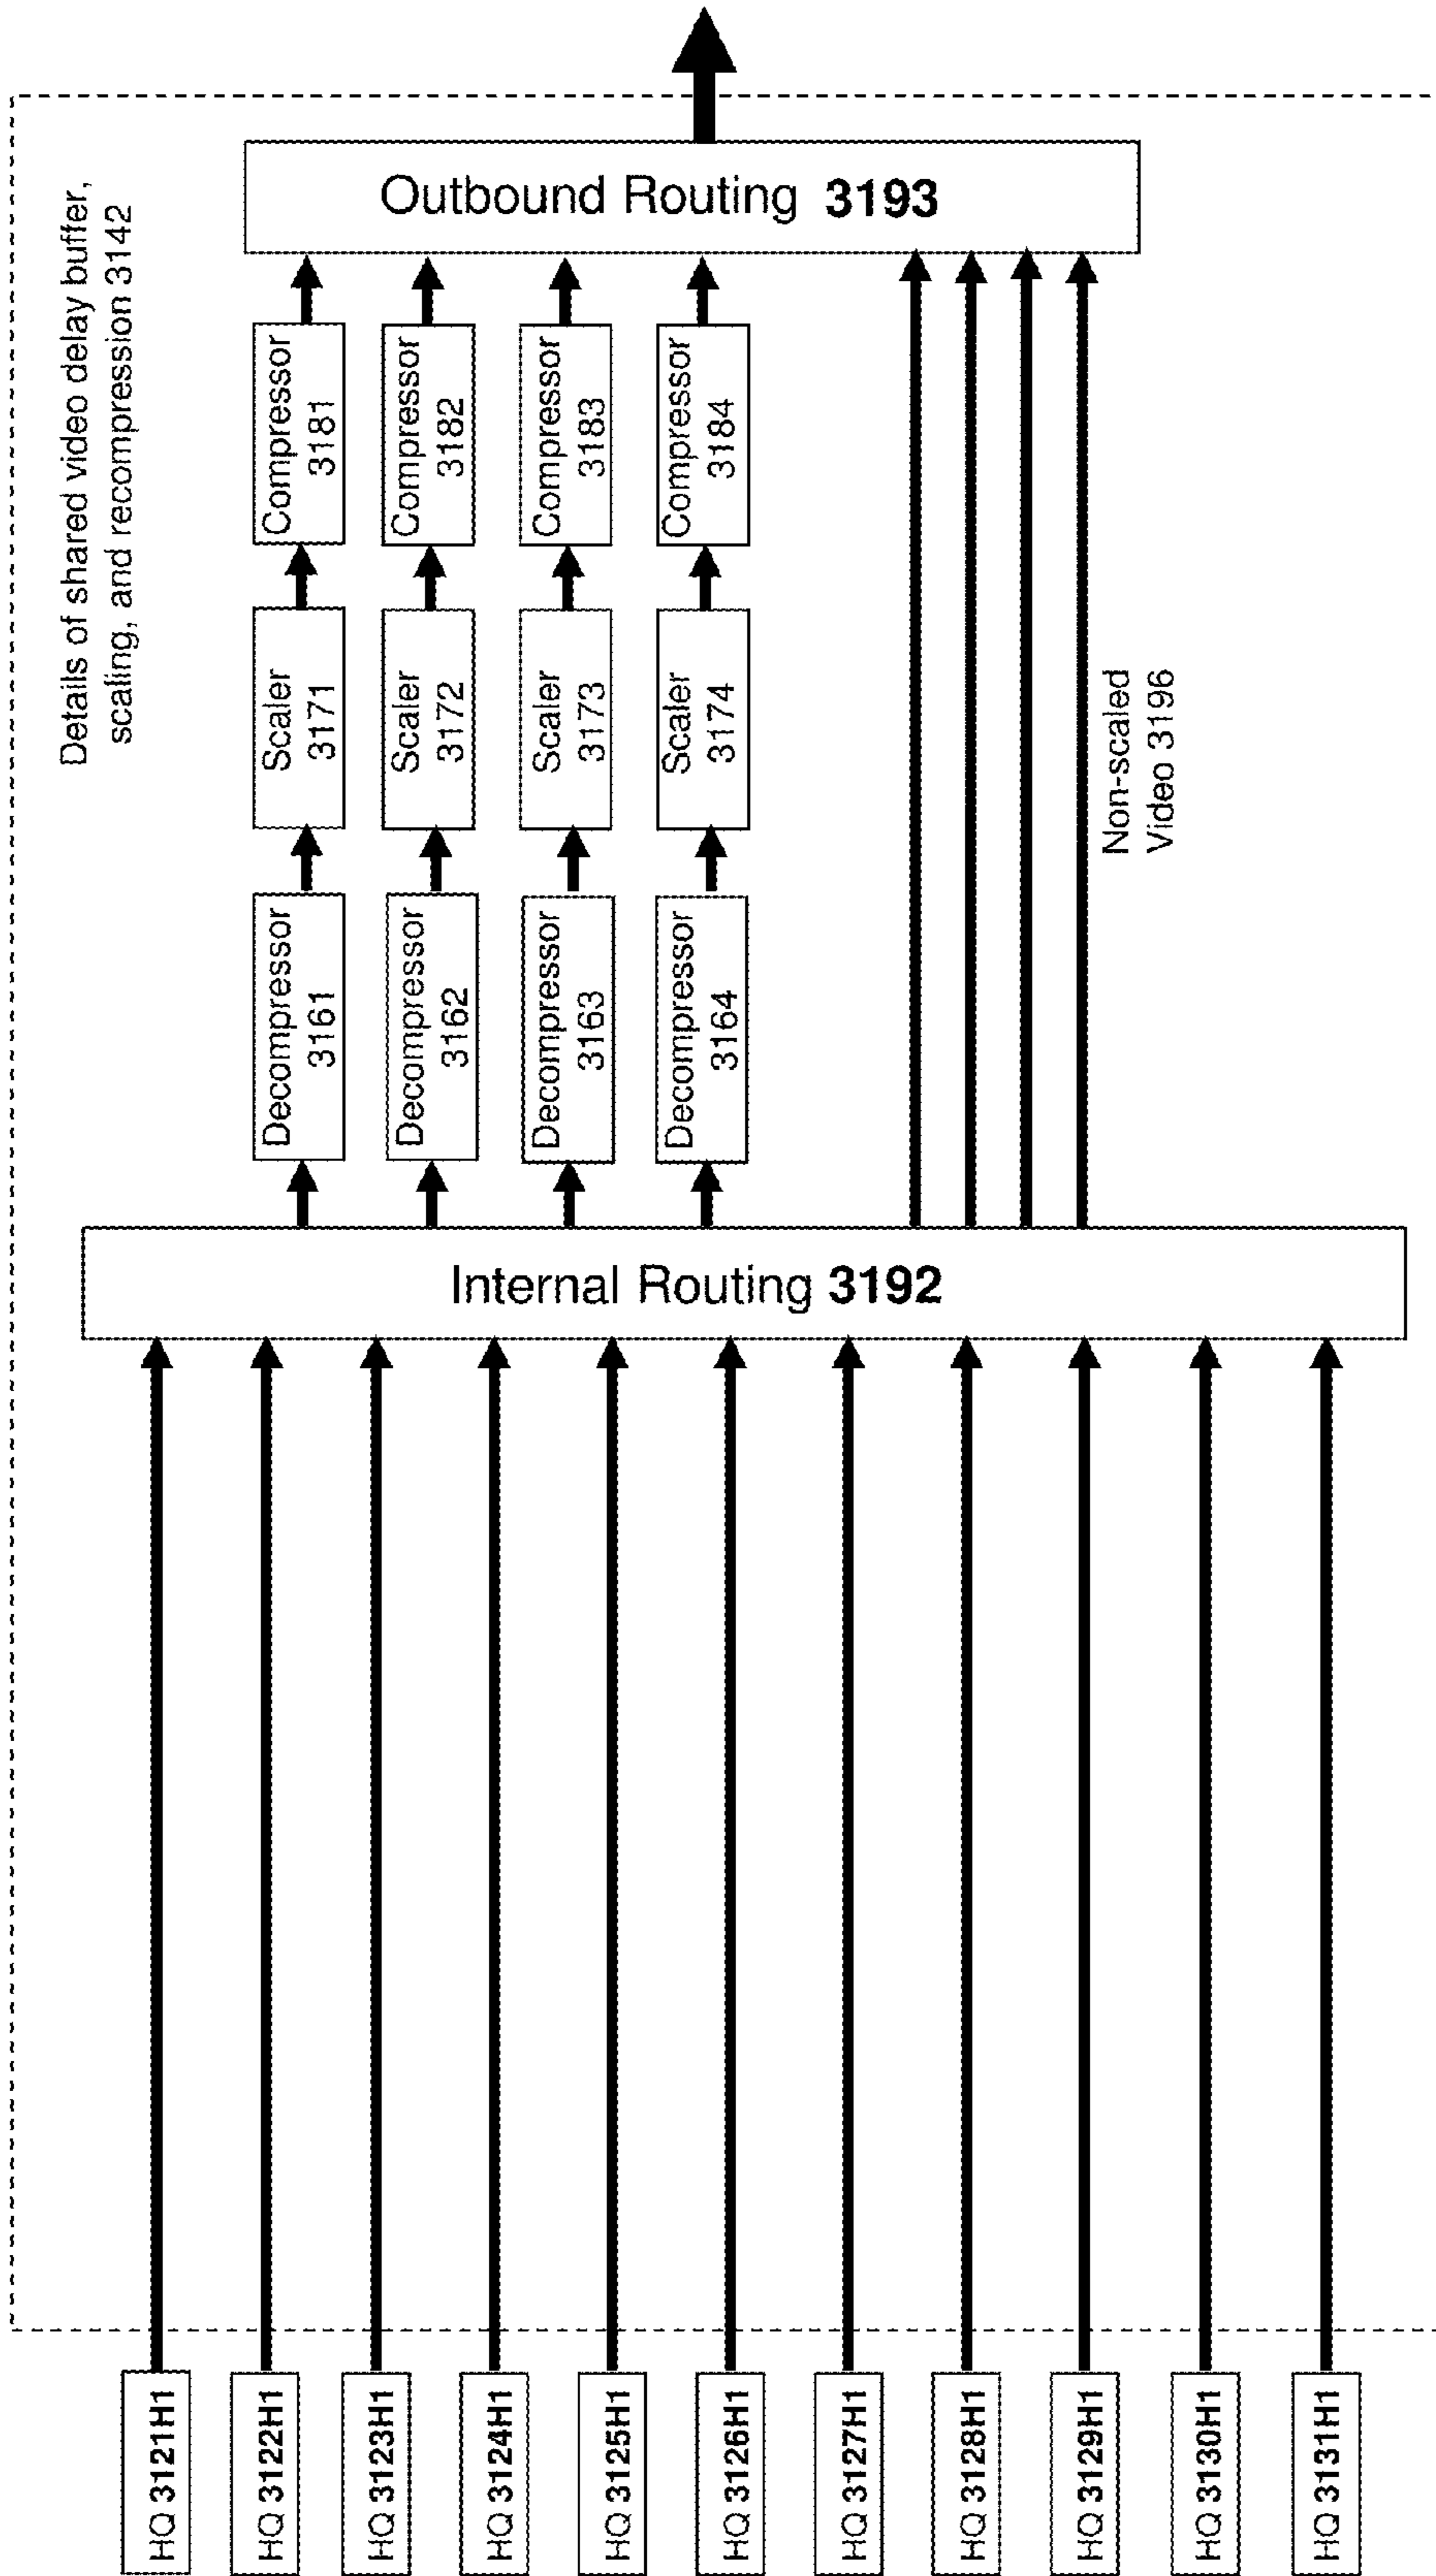 Details of shared video delay buffer,
scaling, and recompression 3142
Outbound Routing 3193
Compressor
3181
Compressor
3182
Compressor
3183
Compressor
3184
Scaler
3171
Scaler
3172
Scaler
3173
Scaler
3174
Decompressor
3161
Decompressor
3162
Decompressor
3163
Decompressor
3164
Non-scaled
Video 3196
Internal Routing 3192
HQ 3121H1
HQ 3122H1
HQ 3123H1
HQ 3124H1
HQ 3125H1
HQ 3126H1
HQ 3127H1
HQ 3128H1
HQ 3129H1
HQ 3130H1
HQ 3131H1